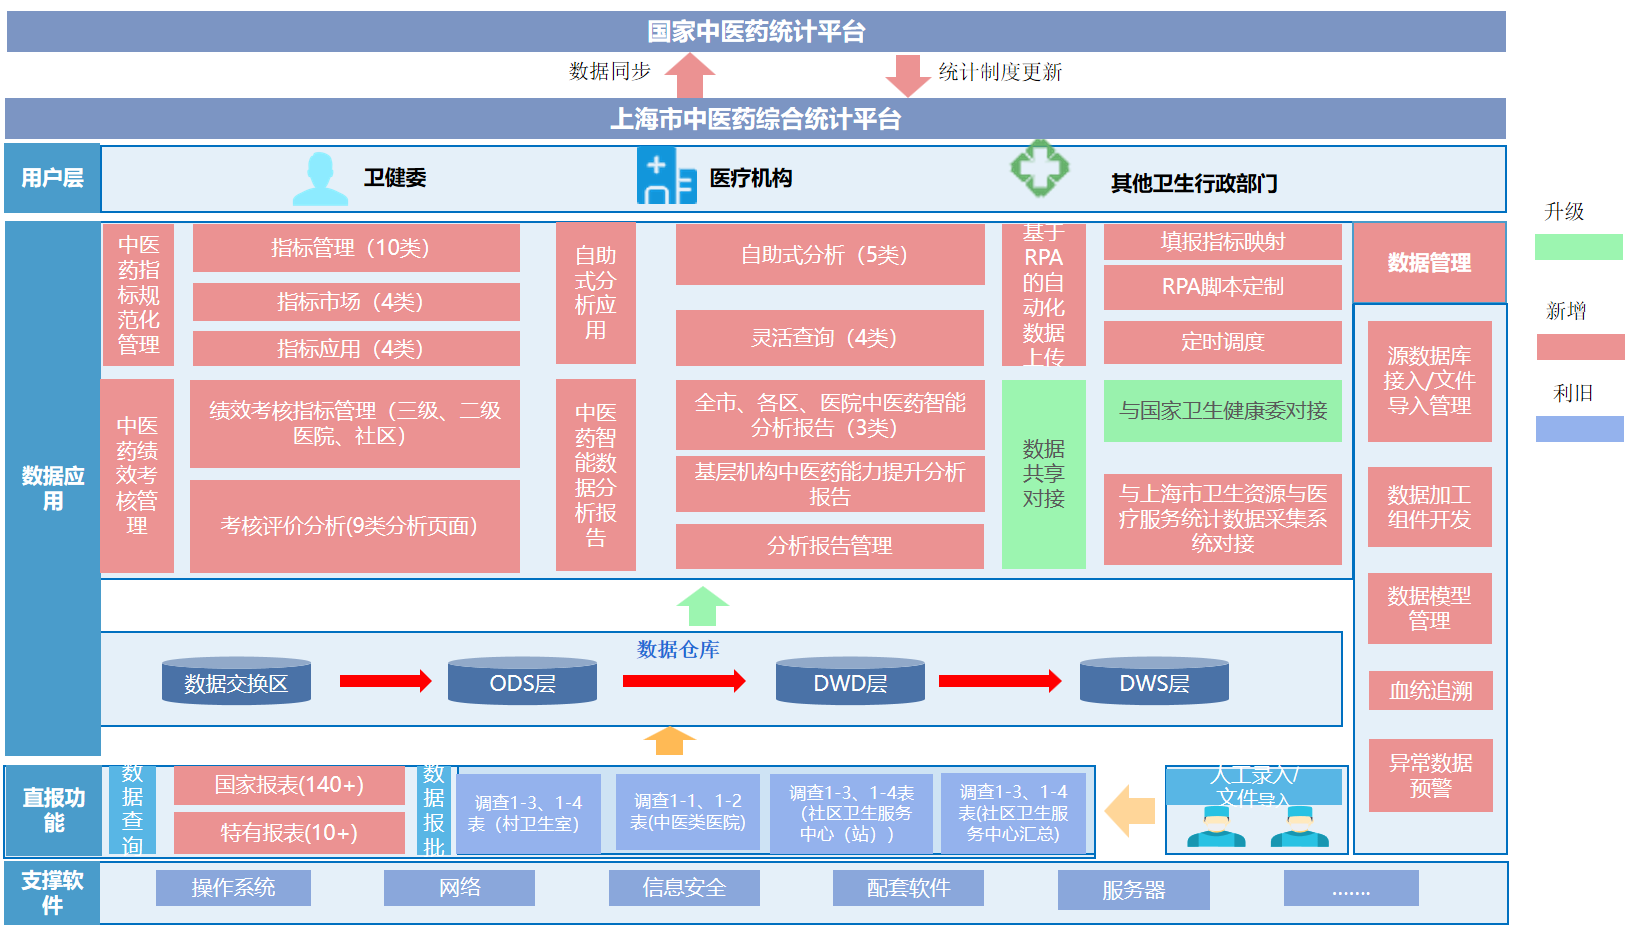 国家中医药统计平台
数据同步
统计制度更新
上海市中医药综合统计平台
用户层
卫健委
医疗机构
其他卫生行政部门
升级
新增
利旧
数据应
用
中医
药指
标规
范化
管理
指标管理（10类）
指标市场（4类）
指标应用（4类）
自助
式分
析应
用
自助式分析（5类）
灵活查询（4类）
基于
RPA
的自
动化
数据
上传
填报指标映射
RPA脚本定制
定时调度
中医
药绩
效考
核管
理
绩效考核指标管理（三级、二级
医院、社区）
考核评价分析(9类分析页面）
中医
药智
能数
据分
析报
告
全市、各区、医院中医药智能
分析报告（3类）
基层机构中医药能力提升分析
报告
分析报告管理
数据
共享
对接
与国家卫生健康委对接
与上海市卫生资源与医
疗服务统计数据采集系
统对接
数据管理
源数据库
接入/文件
导入管理
数据加工
组件开发
数据模型
管理
血统追溯
异常数据
预警
数据仓库
数据交换区
ODS层
DWD层
DWS层
直报功
能
数
据
查
询
国家报表(140+)
特有报表(10+)
数
据
报
批
调查1-3、1-4
表（村卫生室）
调查1-1、1-2
表(中医类医院)
调查1-3、1-4表
(社区卫生服务
中心（站））
调查1-3、1-4
表(社区卫生服
务中心汇总)
人工录入/
文件导入
支撑软
件
操作系统
网络
信息安全
配套软件
服务器
.......